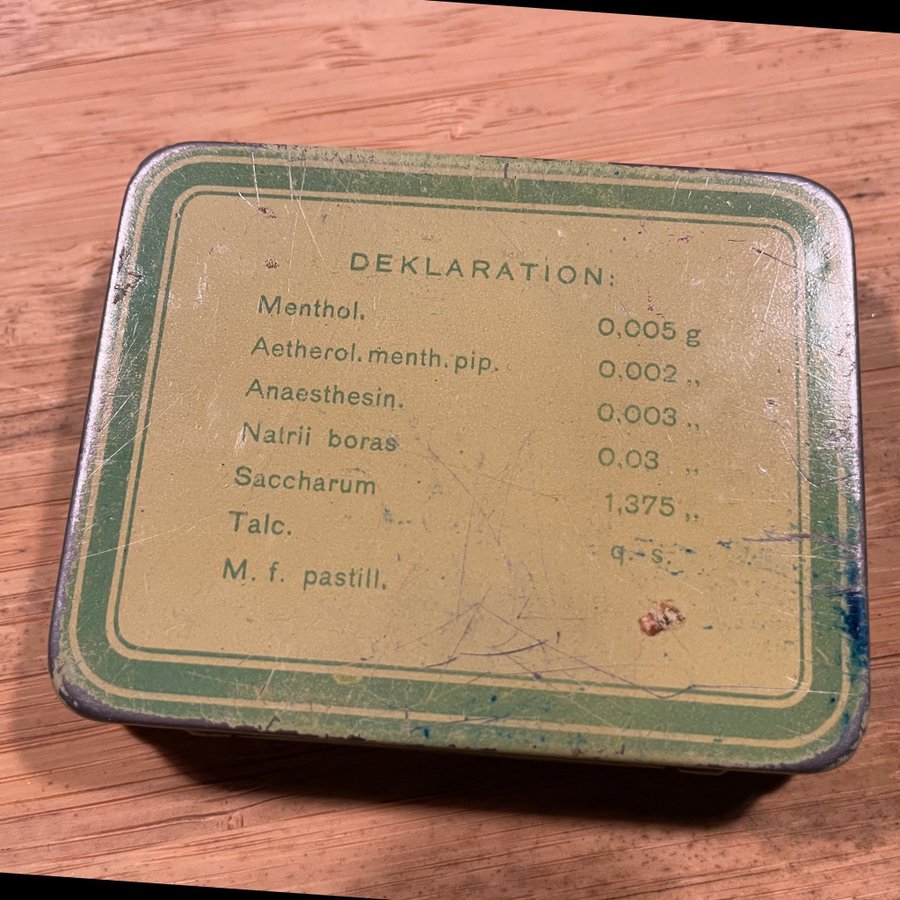 DEKLARATION:
Menthol. 0,005 g
Aetherol. menth. pip. 0,002 „
Anaesthesin. 0,003 „
Natrii boras 0,03 „
Saccharum 1,375 „
Talc. q. s.
M. f. pastill.